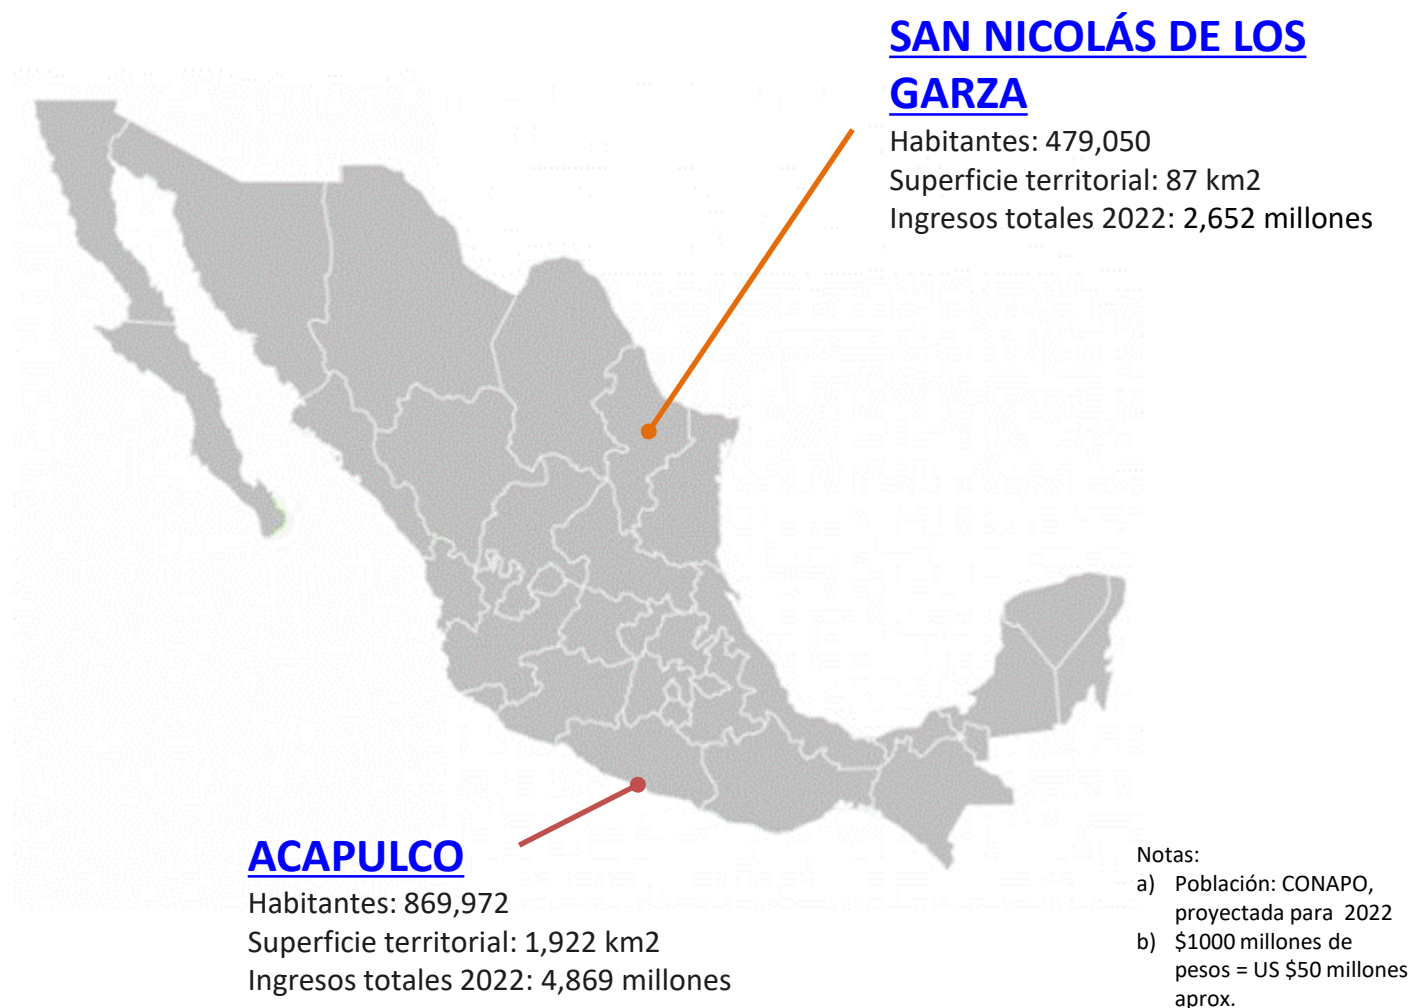 SAN NICOLÁS DE LOS
GARZA
Habitantes: 479,050
Superficie territorial: 87 km2
Ingresos totales 2022: 2,652 millones
ACAPULCO
Habitantes: 869,972
Superficie territorial: 1,922 km2
Ingresos totales 2022: 4,869 millones
Notas:
a) Población: CONAPO,
proyectada para 2022
b) $1000 millones de
pesos = US $50 millones
aprox.